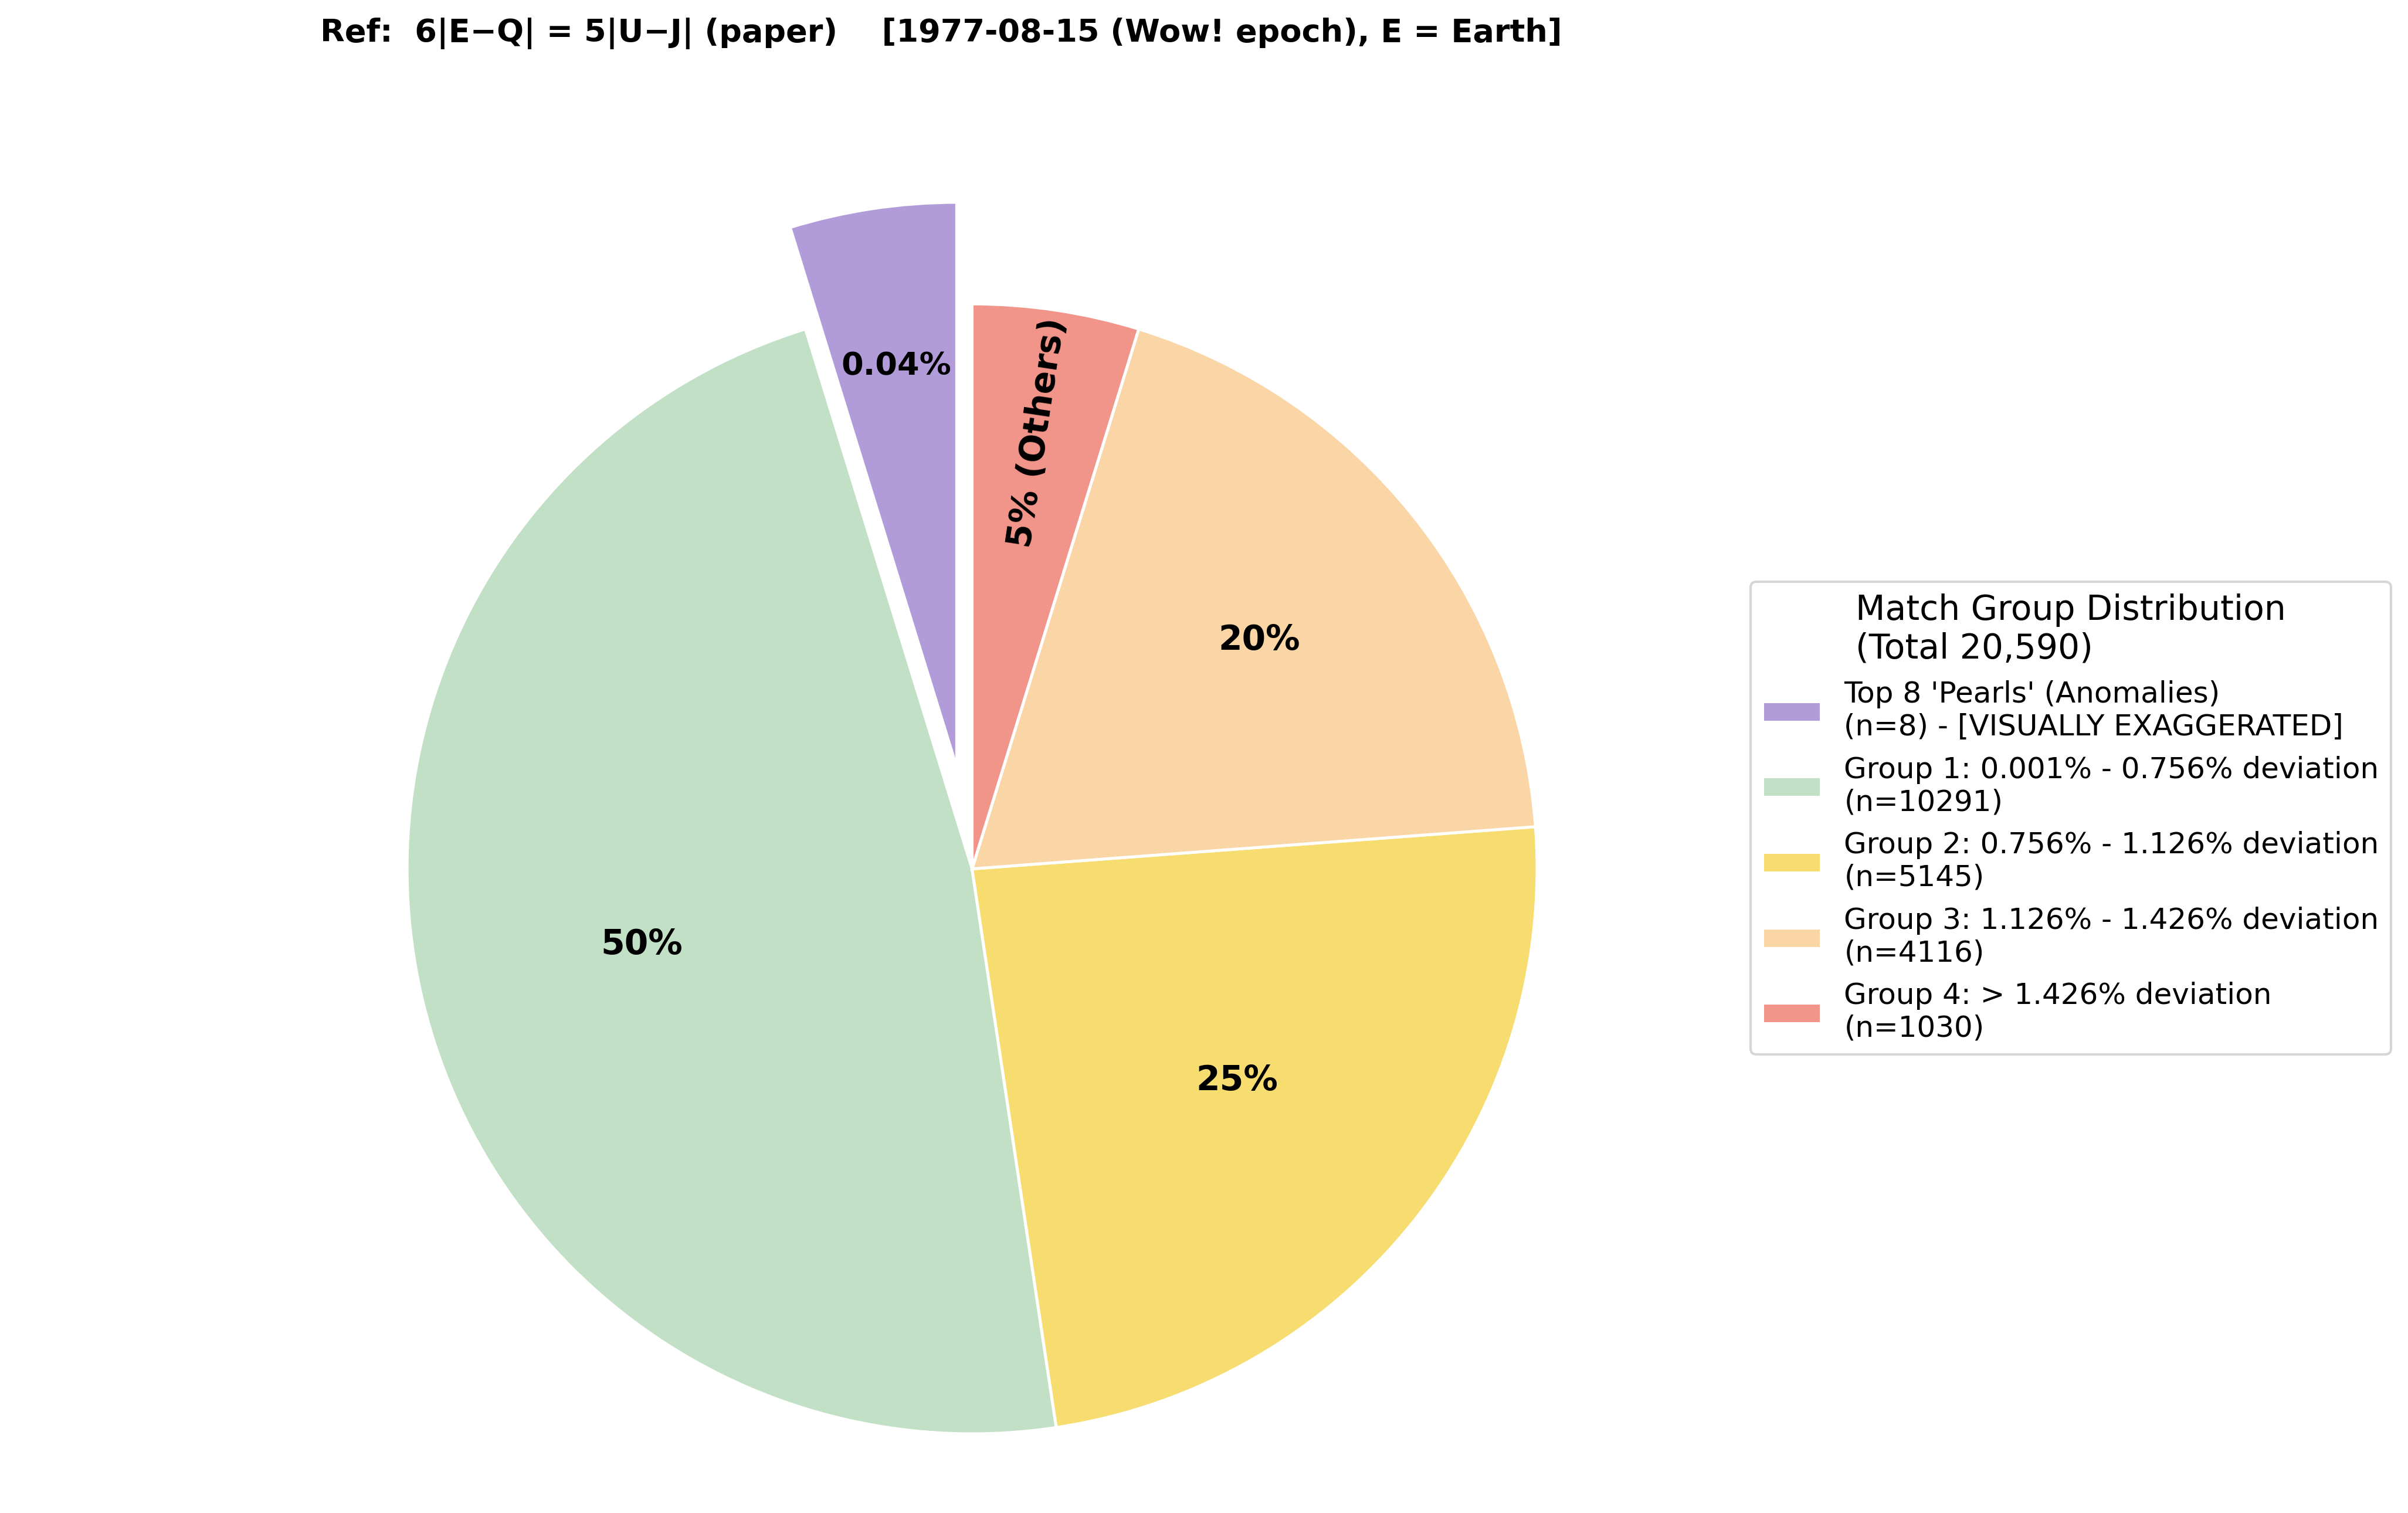 Ref:  6|E−Q| = 5|U−J| (paper)    [1977-08-15 (Wow! epoch), E = Earth]
0.04%
5% (Others)
20%
50%
25%
Match Group Distribution
(Total 20,590)
Top 8 'Pearls' (Anomalies)
(n=8) - [VISUALLY EXAGGERATED]
Group 1: 0.001% - 0.756% deviation
(n=10291)
Group 2: 0.756% - 1.126% deviation
(n=5145)
Group 3: 1.126% - 1.426% deviation
(n=4116)
Group 4: > 1.426% deviation
(n=1030)